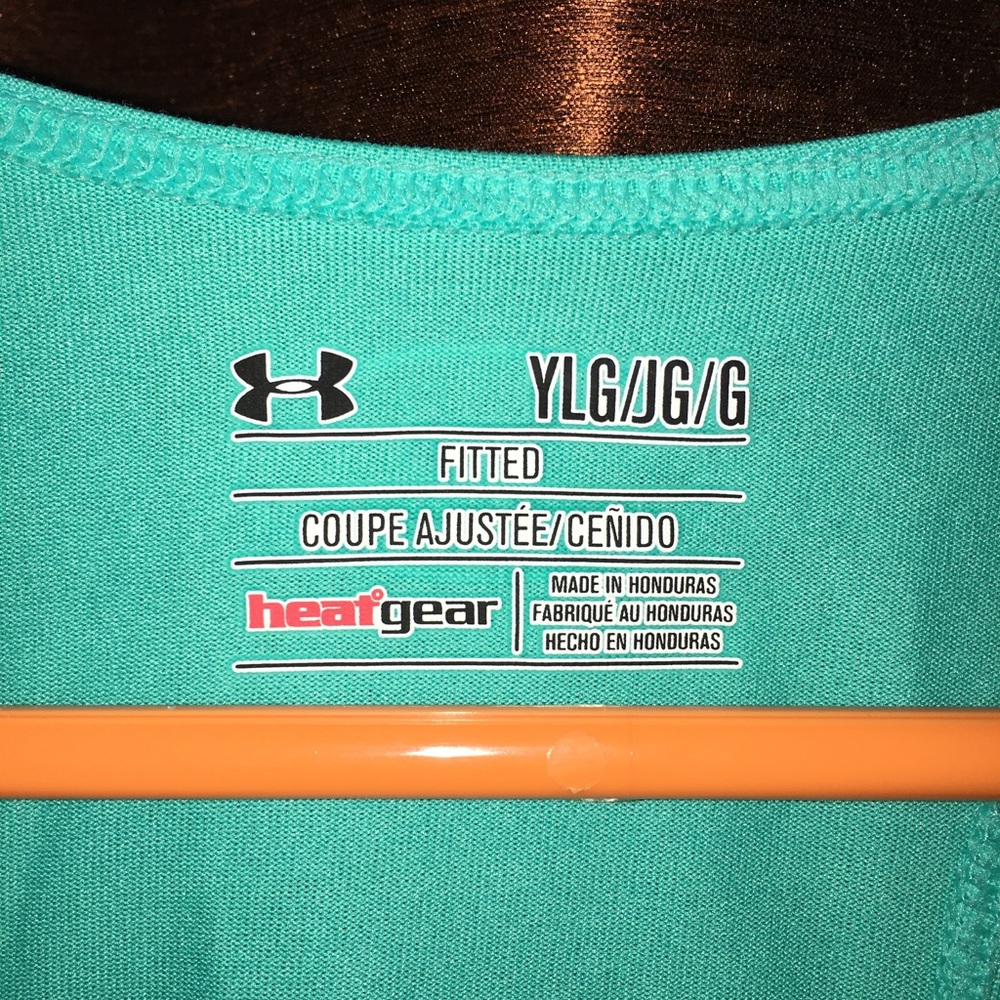 YLG/JG/G
FITTED
COUPE AJUSTÉE/CEÑIDO
heatgear
MADE IN HONDURAS
FABRIQUÉ AU HONDURAS
HECHO EN HONDURAS